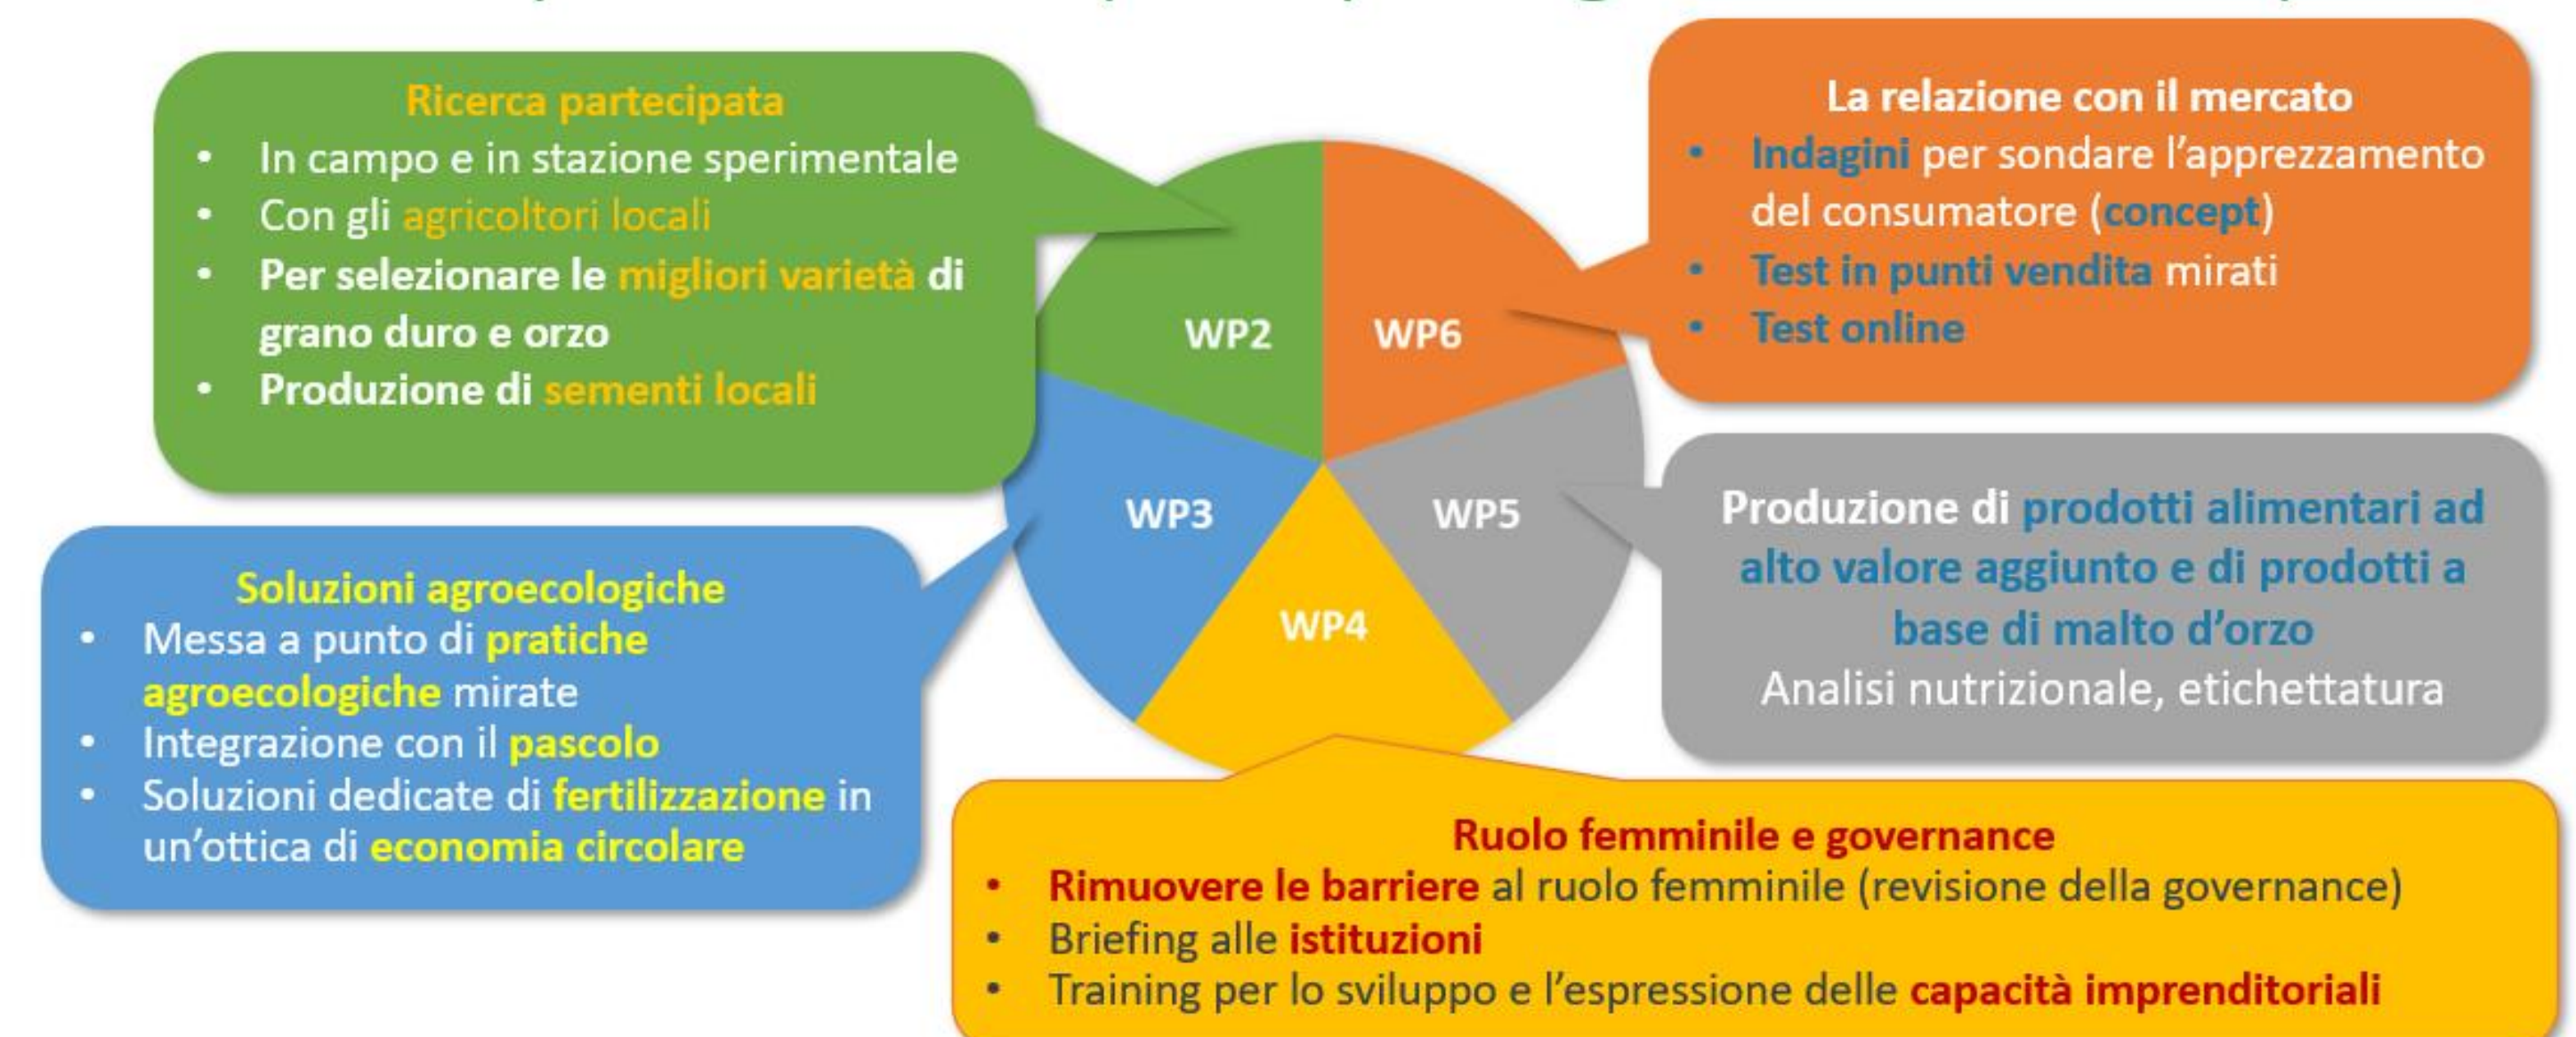 Ricerca partecipata
• In campo e in stazione sperimentale
• Con gli agricoltori locali
• Per selezionare le migliori varietà di
grano duro e orzo
• Produzione di sementi locali
La relazione con il mercato
• Indagini per sondare l'apprezzamento
del consumatore (concept)
• Test in punti vendita mirati
• Test online
WP2
WP6
WP3
WP5
WP4
Soluzioni agroecologiche
• Messa a punto di pratiche
agroecologiche mirate
• Integrazione con il pascolo
• Soluzioni dedicate di fertilizzazione in
un'ottica di economia circolare
Produzione di prodotti alimentari ad
alto valore aggiunto e di prodotti a
base di malto d'orzo
Analisi nutrizionale, etichettatura
Ruolo femminile e governance
• Rimuovere le barriere al ruolo femminile (revisione della governance)
• Briefing alle istituzioni
• Training per lo sviluppo e l'espressione delle capacità imprenditoriali